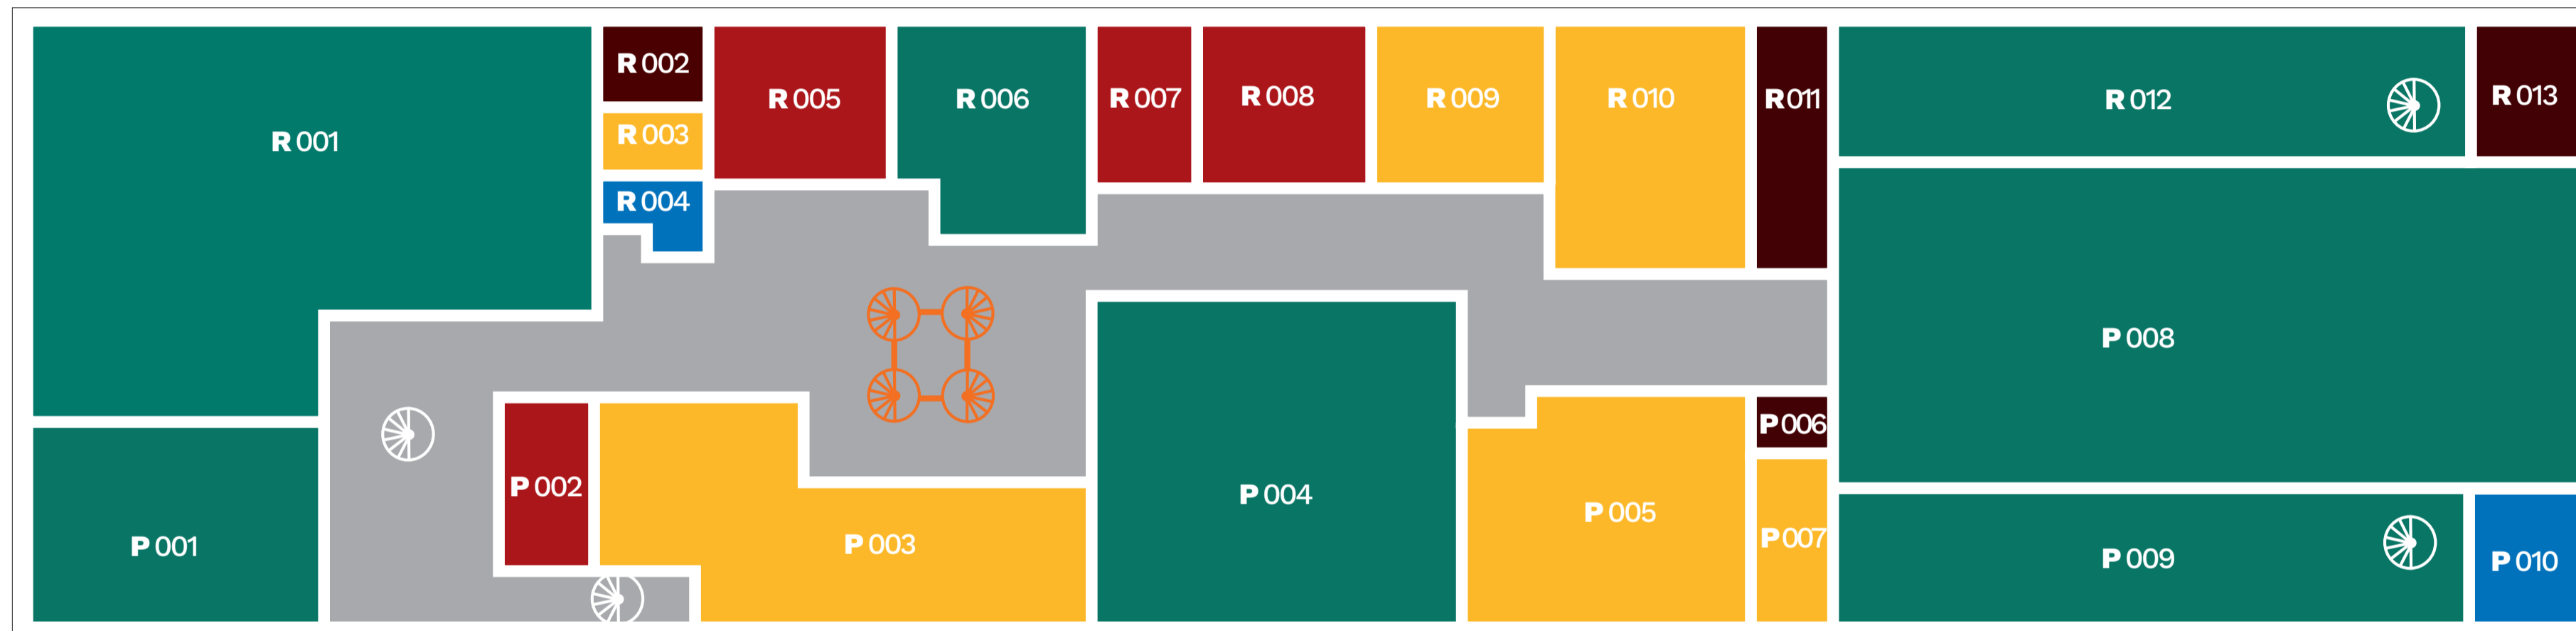 R 001
R 002
R 003
R 004
R 005
R 006
R 007
R 008
R 009
R 010
R 011
R 012
R 013
P 001
P 002
P 003
P 004
P 005
P 006
P 007
P 008
P 009
P 010